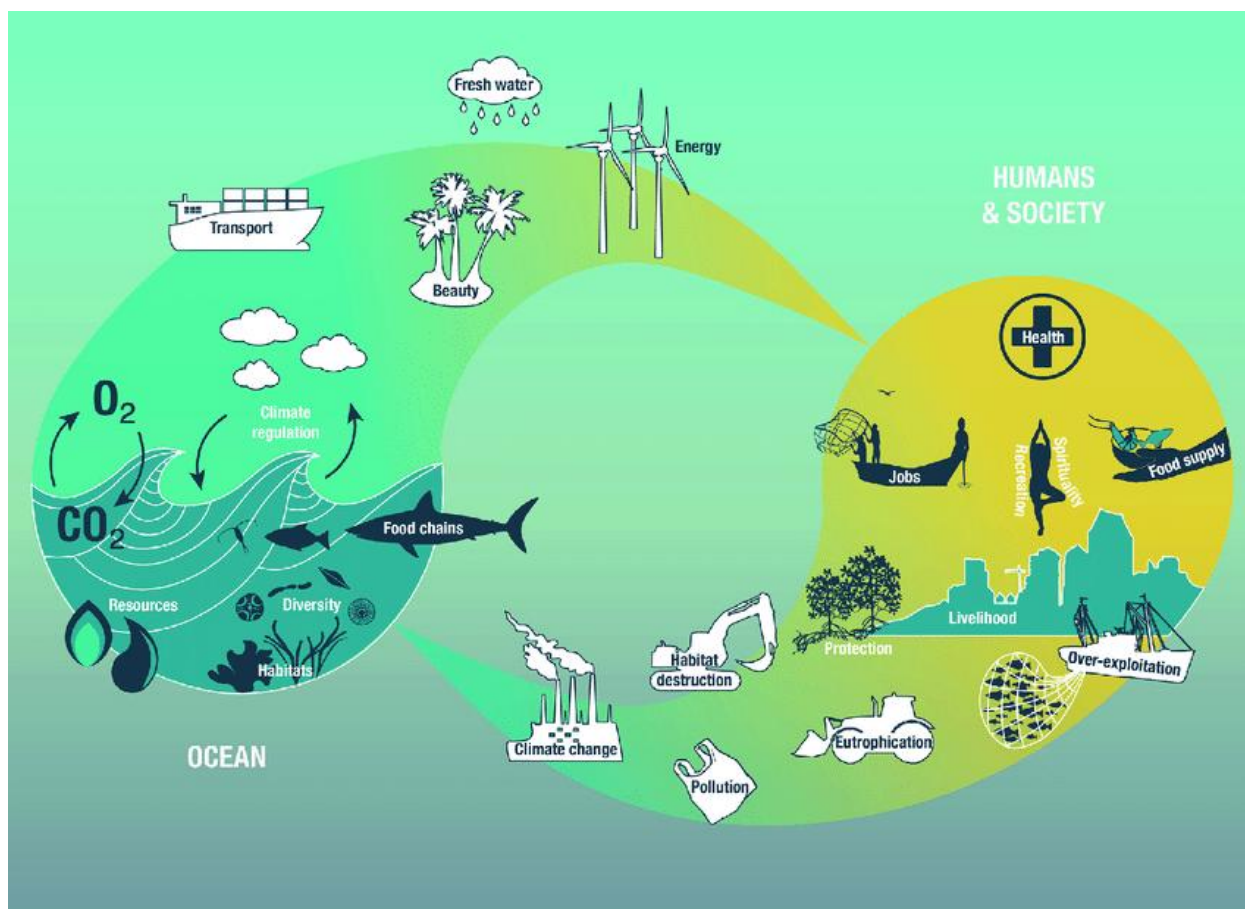 Fresh water
Energy
HUMANS
& SOCIETY
Transport
Beauty
Health
O₂
Climate
regulation
CO₂
Food chains
Jobs
Spirituality
Recreation
Food supply
Resources
Diversity
Habitats
Livelihood
Protection
Over-exploitation
Habitat
destruction
Climate change
Eutrophication
Pollution
OCEAN